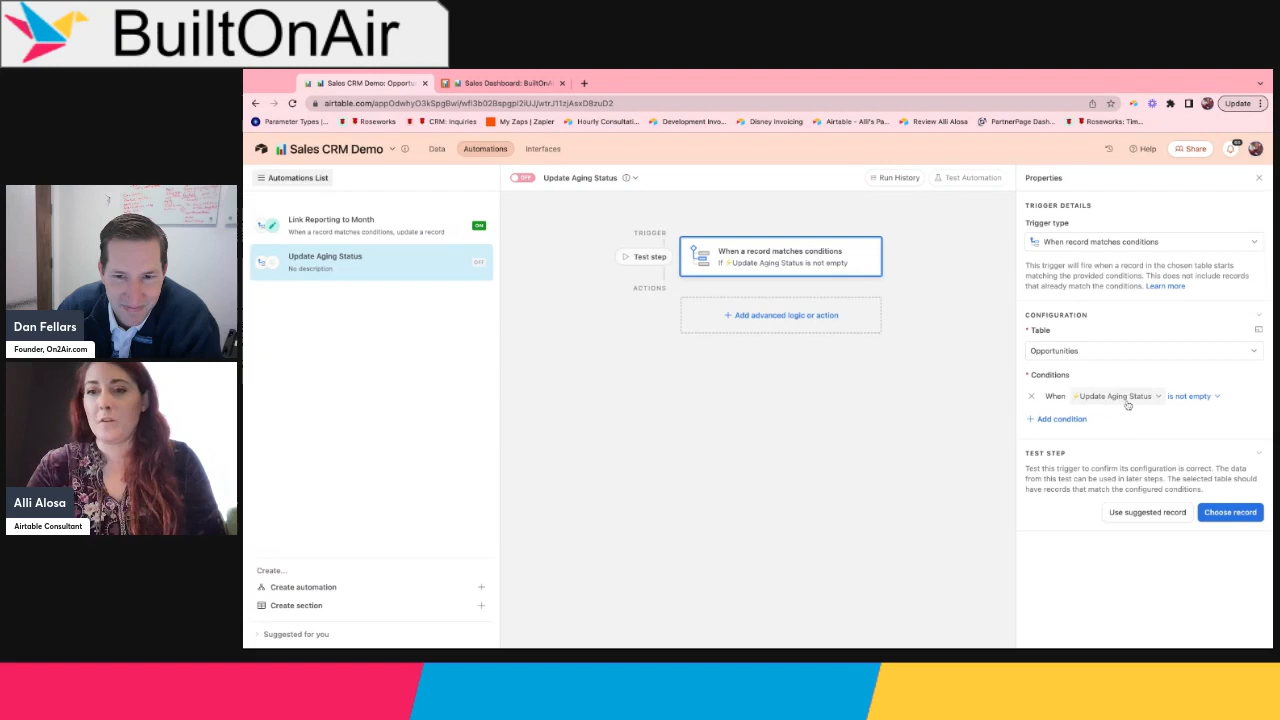 BuiltOnAir
Sales CRM Demo: Opportu
Sales Dashboard: BuiltOnA
Update
Parameter Types |...
Roseworks
CRM: Inquiries
My Zaps | Zapier
Hourly Consultati...
Development Invo...
Disney Invoicing
Airtable - Alli's Pa...
Review Alli Alosa
PartnerPage Dash...
Roseworks: Tim...
Sales CRM Demo
Data
Automations
Interfaces
Help
Share
Automations List
OFF
Update Aging Status
Run History
Test Automation
Properties
Link Reporting to Month
When a record matches conditions, update a record
ON
Update Aging Status
No description
OFF
TRIGGER
Test step
When a record matches conditions
If ⚡Update Aging Status is not empty
ACTIONS
+ Add advanced logic or action
TRIGGER DETAILS
Trigger type
When record matches conditions
This trigger will fire when a record in the chosen table starts
matching the provided conditions. This does not include records
that already match the conditions. Learn more
CONFIGURATION
* Table
Opportunities
* Conditions
When ⚡Update Aging Status is not empty
+ Add condition
TEST STEP
Test this trigger to confirm its configuration is correct. The data
from this test can be used in later steps. The selected table should
have records that match the configured conditions.
Use suggested record
Choose record
Create...
Create automation
Create section
Suggested for you
Dan Fellars
Founder, On2Air.com
Alli Alosa
Airtable Consultant